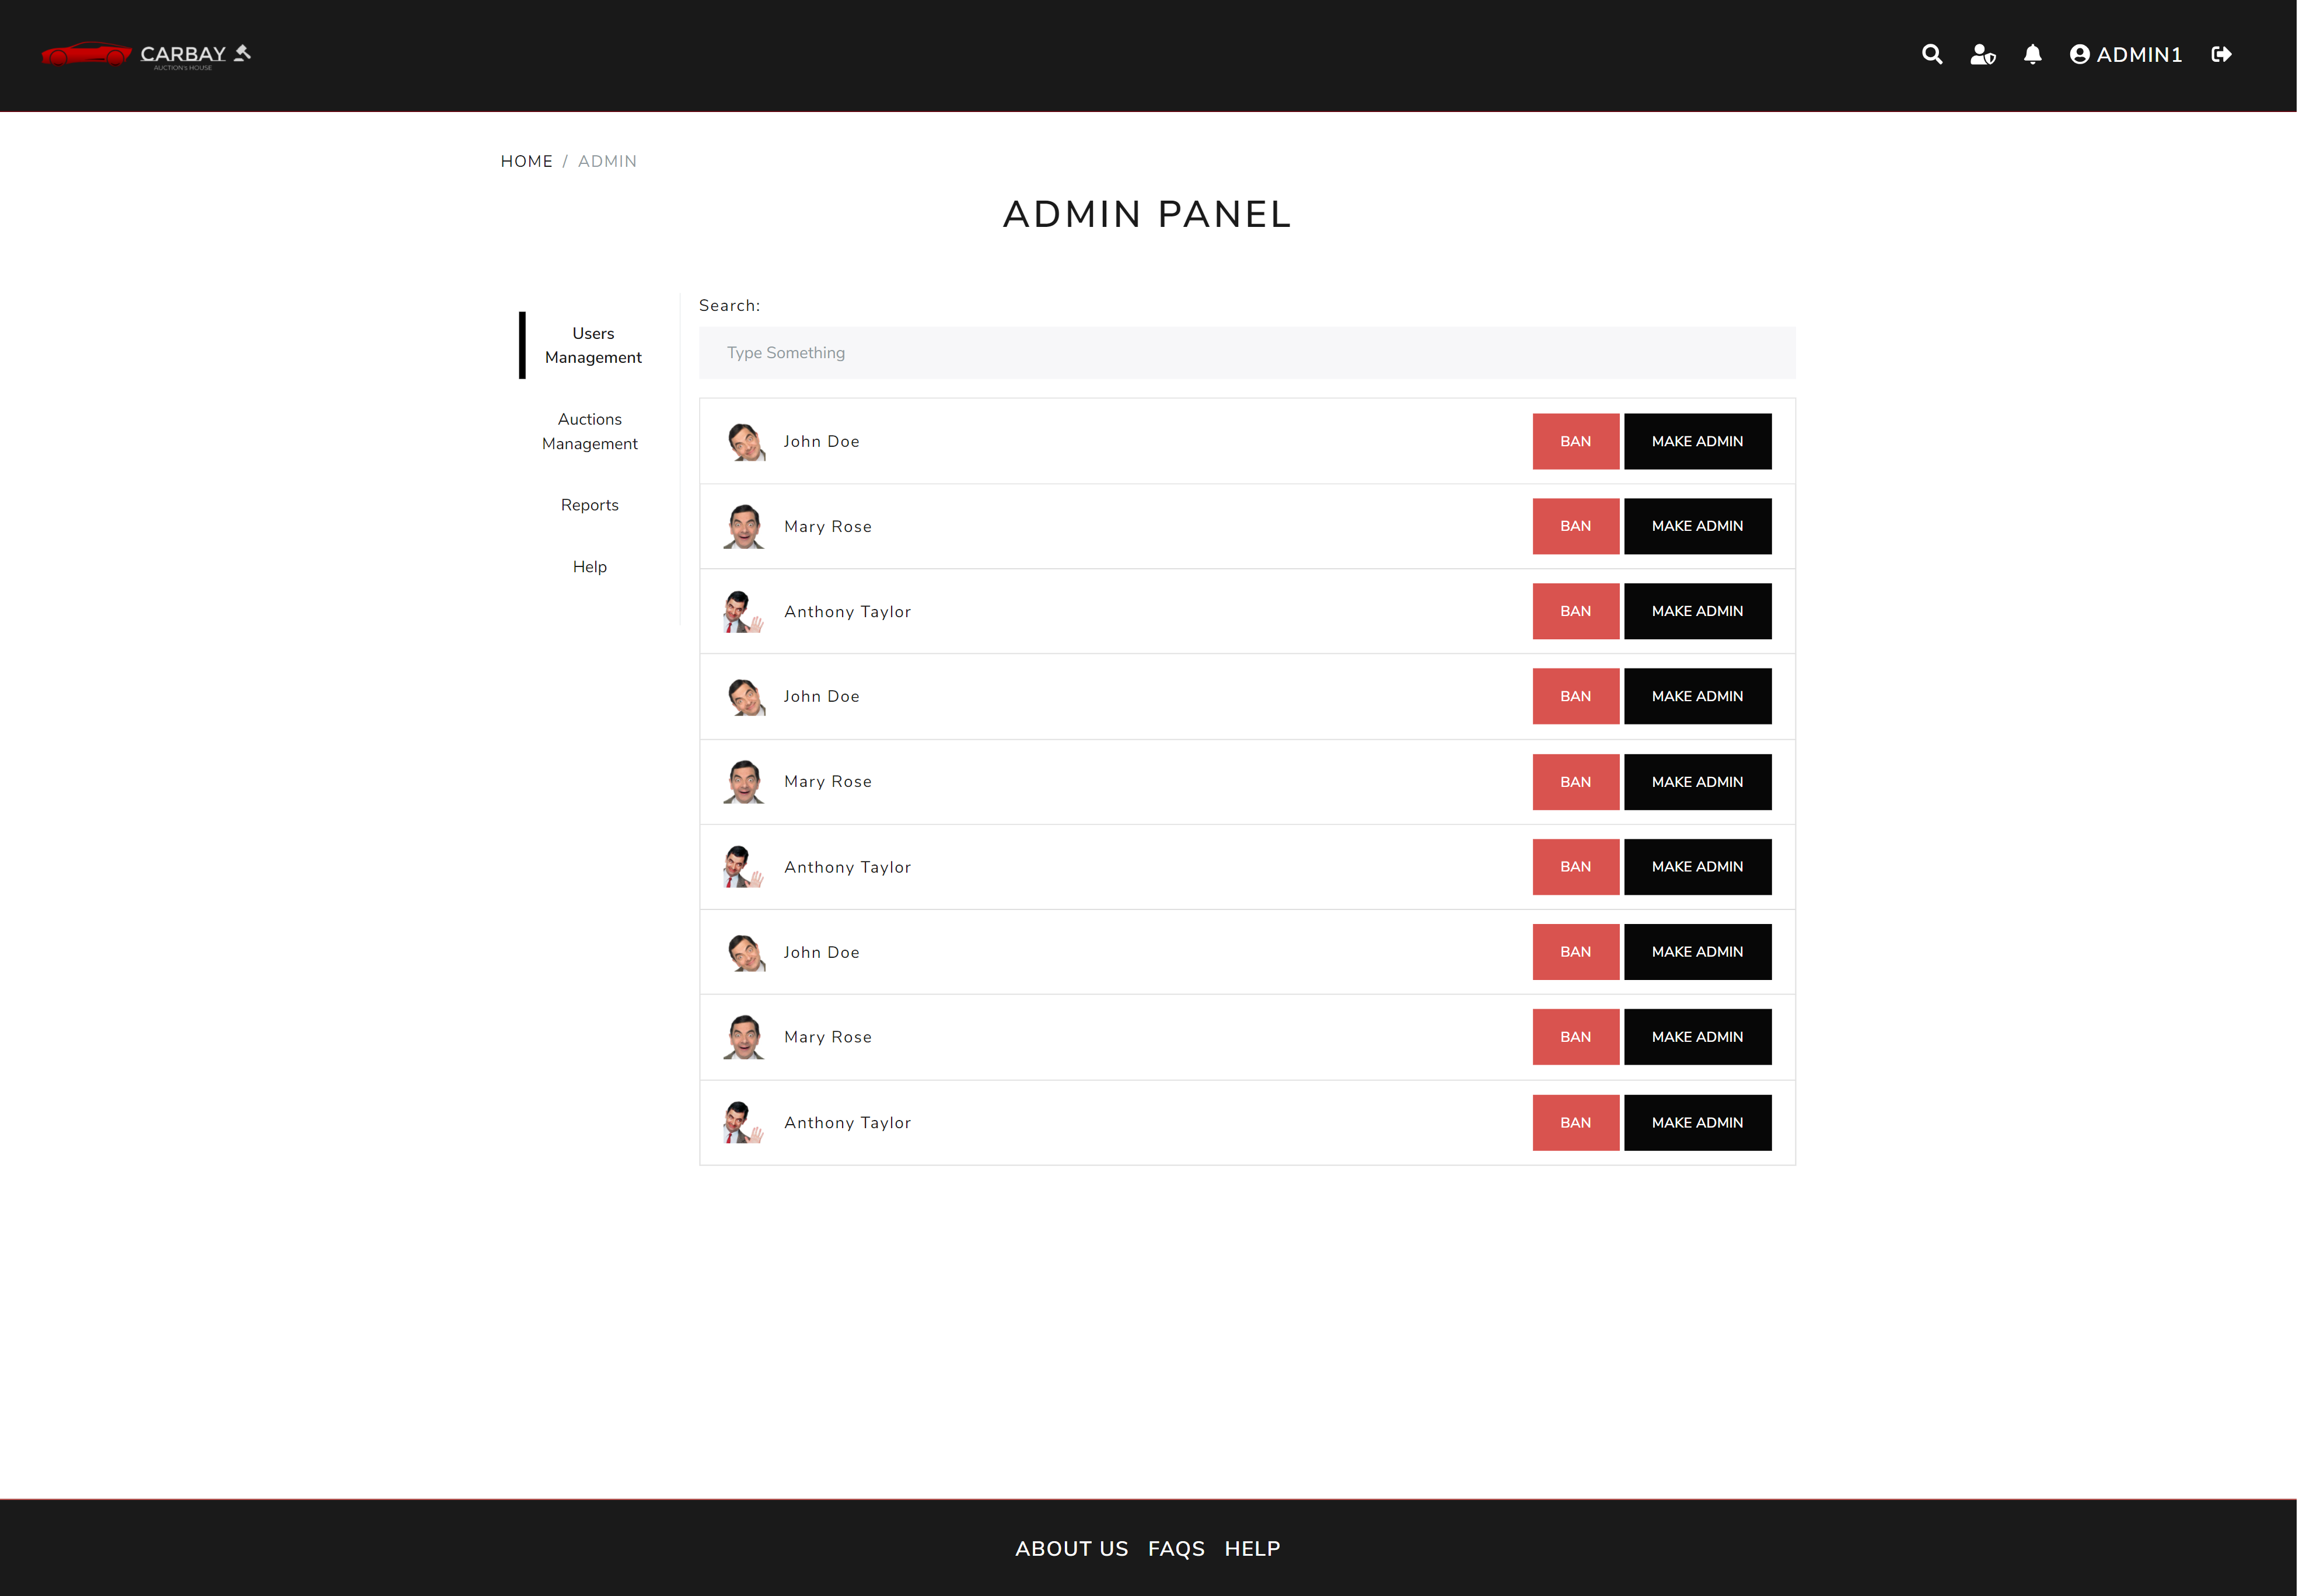 CARBAY
AUCTION's HOUSE
ADMIN1
HOME / ADMIN
ADMIN PANEL
Users
Management
Auctions
Management
Reports
Help
Search:
Type Something
John Doe BAN MAKE ADMIN
Mary Rose BAN MAKE ADMIN
Anthony Taylor BAN MAKE ADMIN
John Doe BAN MAKE ADMIN
Mary Rose BAN MAKE ADMIN
Anthony Taylor BAN MAKE ADMIN
John Doe BAN MAKE ADMIN
Mary Rose BAN MAKE ADMIN
Anthony Taylor BAN MAKE ADMIN
ABOUT US FAQS HELP